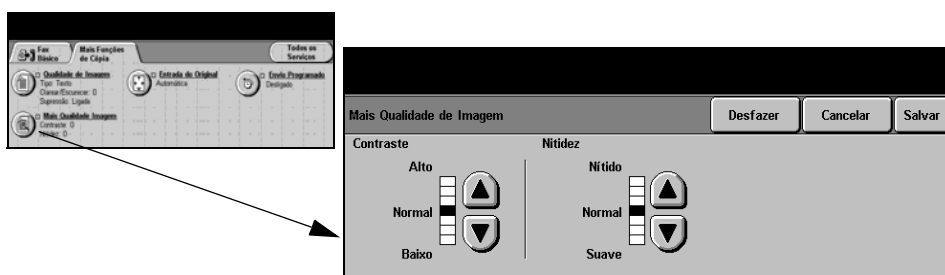 Fax Básico
Mais Funções de Cópia
Todos os Serviços
Qualidade de Imagem
Tipo: Texto
Clarear/Escurecer: 0
Supressão: Ligada
Entrada do Original
Automática
Envio Programado
Desligado
Mais Qualidade Imagem
Contraste: 0
Nitidez: 0
Mais Qualidade de Imagem
Desfazer
Cancelar
Salvar
Contraste
Nitidez
Alto
Normal
Baixo
Nítido
Normal
Suave